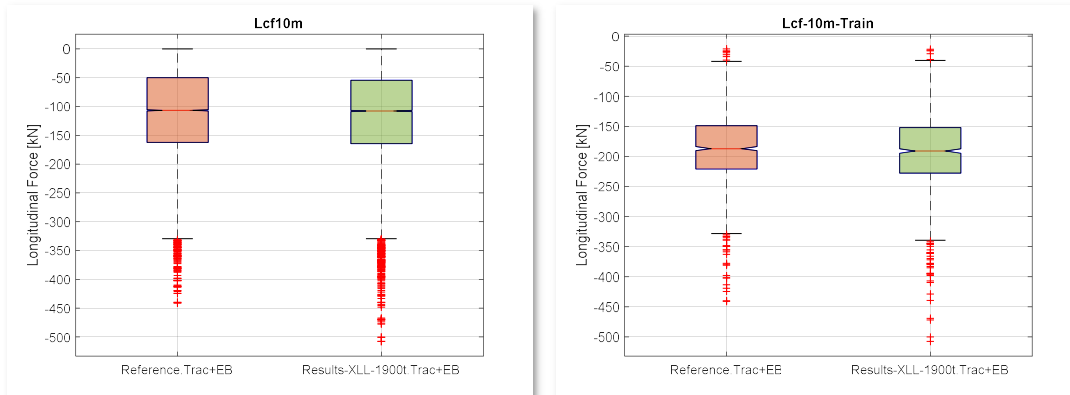 Lcf10m
Longitudinal Force [kN]
0
-50
-100
-150
-200
-250
-300
-350
-400
-450
-500
Reference.Trac+EB
Results-XLL-1900t.Trac+EB
Lcf-10m-Train
Longitudinal Force [kN]
0
-50
-100
-150
-200
-250
-300
-350
-400
-450
-500
Reference.Trac+EB
Results-XLL-1900t.Trac+EB